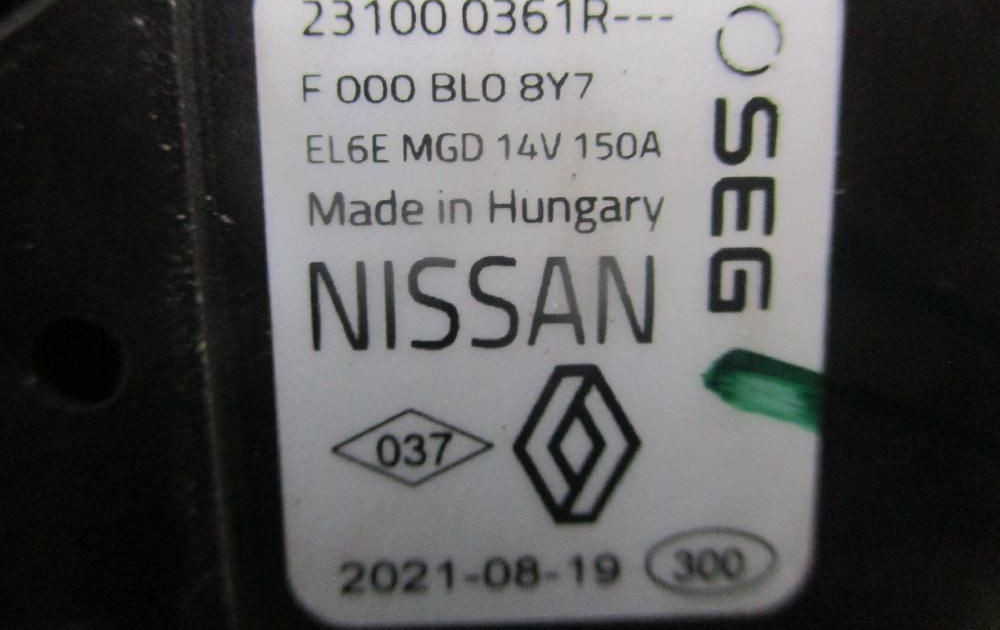 23100 0361R---
F 000 BL0 8Y7
EL6E MGD 14V 150A
Made in Hungary
NISSAN
037
2021-08-19
300
SEG